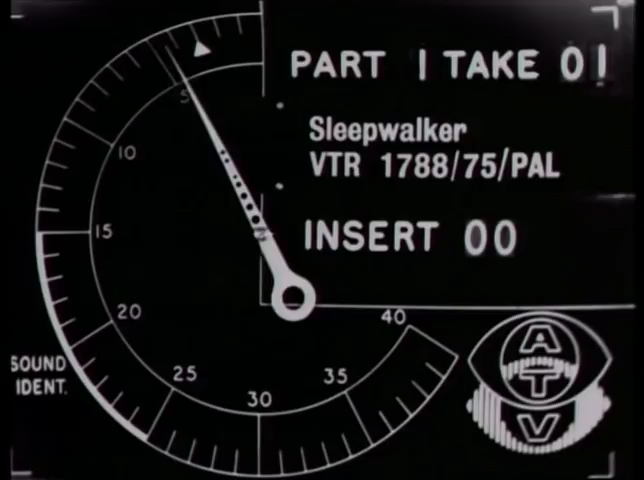 PART 1 TAKE 01
Sleepwalker
VTR 1788/75/PAL
INSERT 00
5
10
15
20
25
30
35
40
SOUND
IDENT.
A
T
V